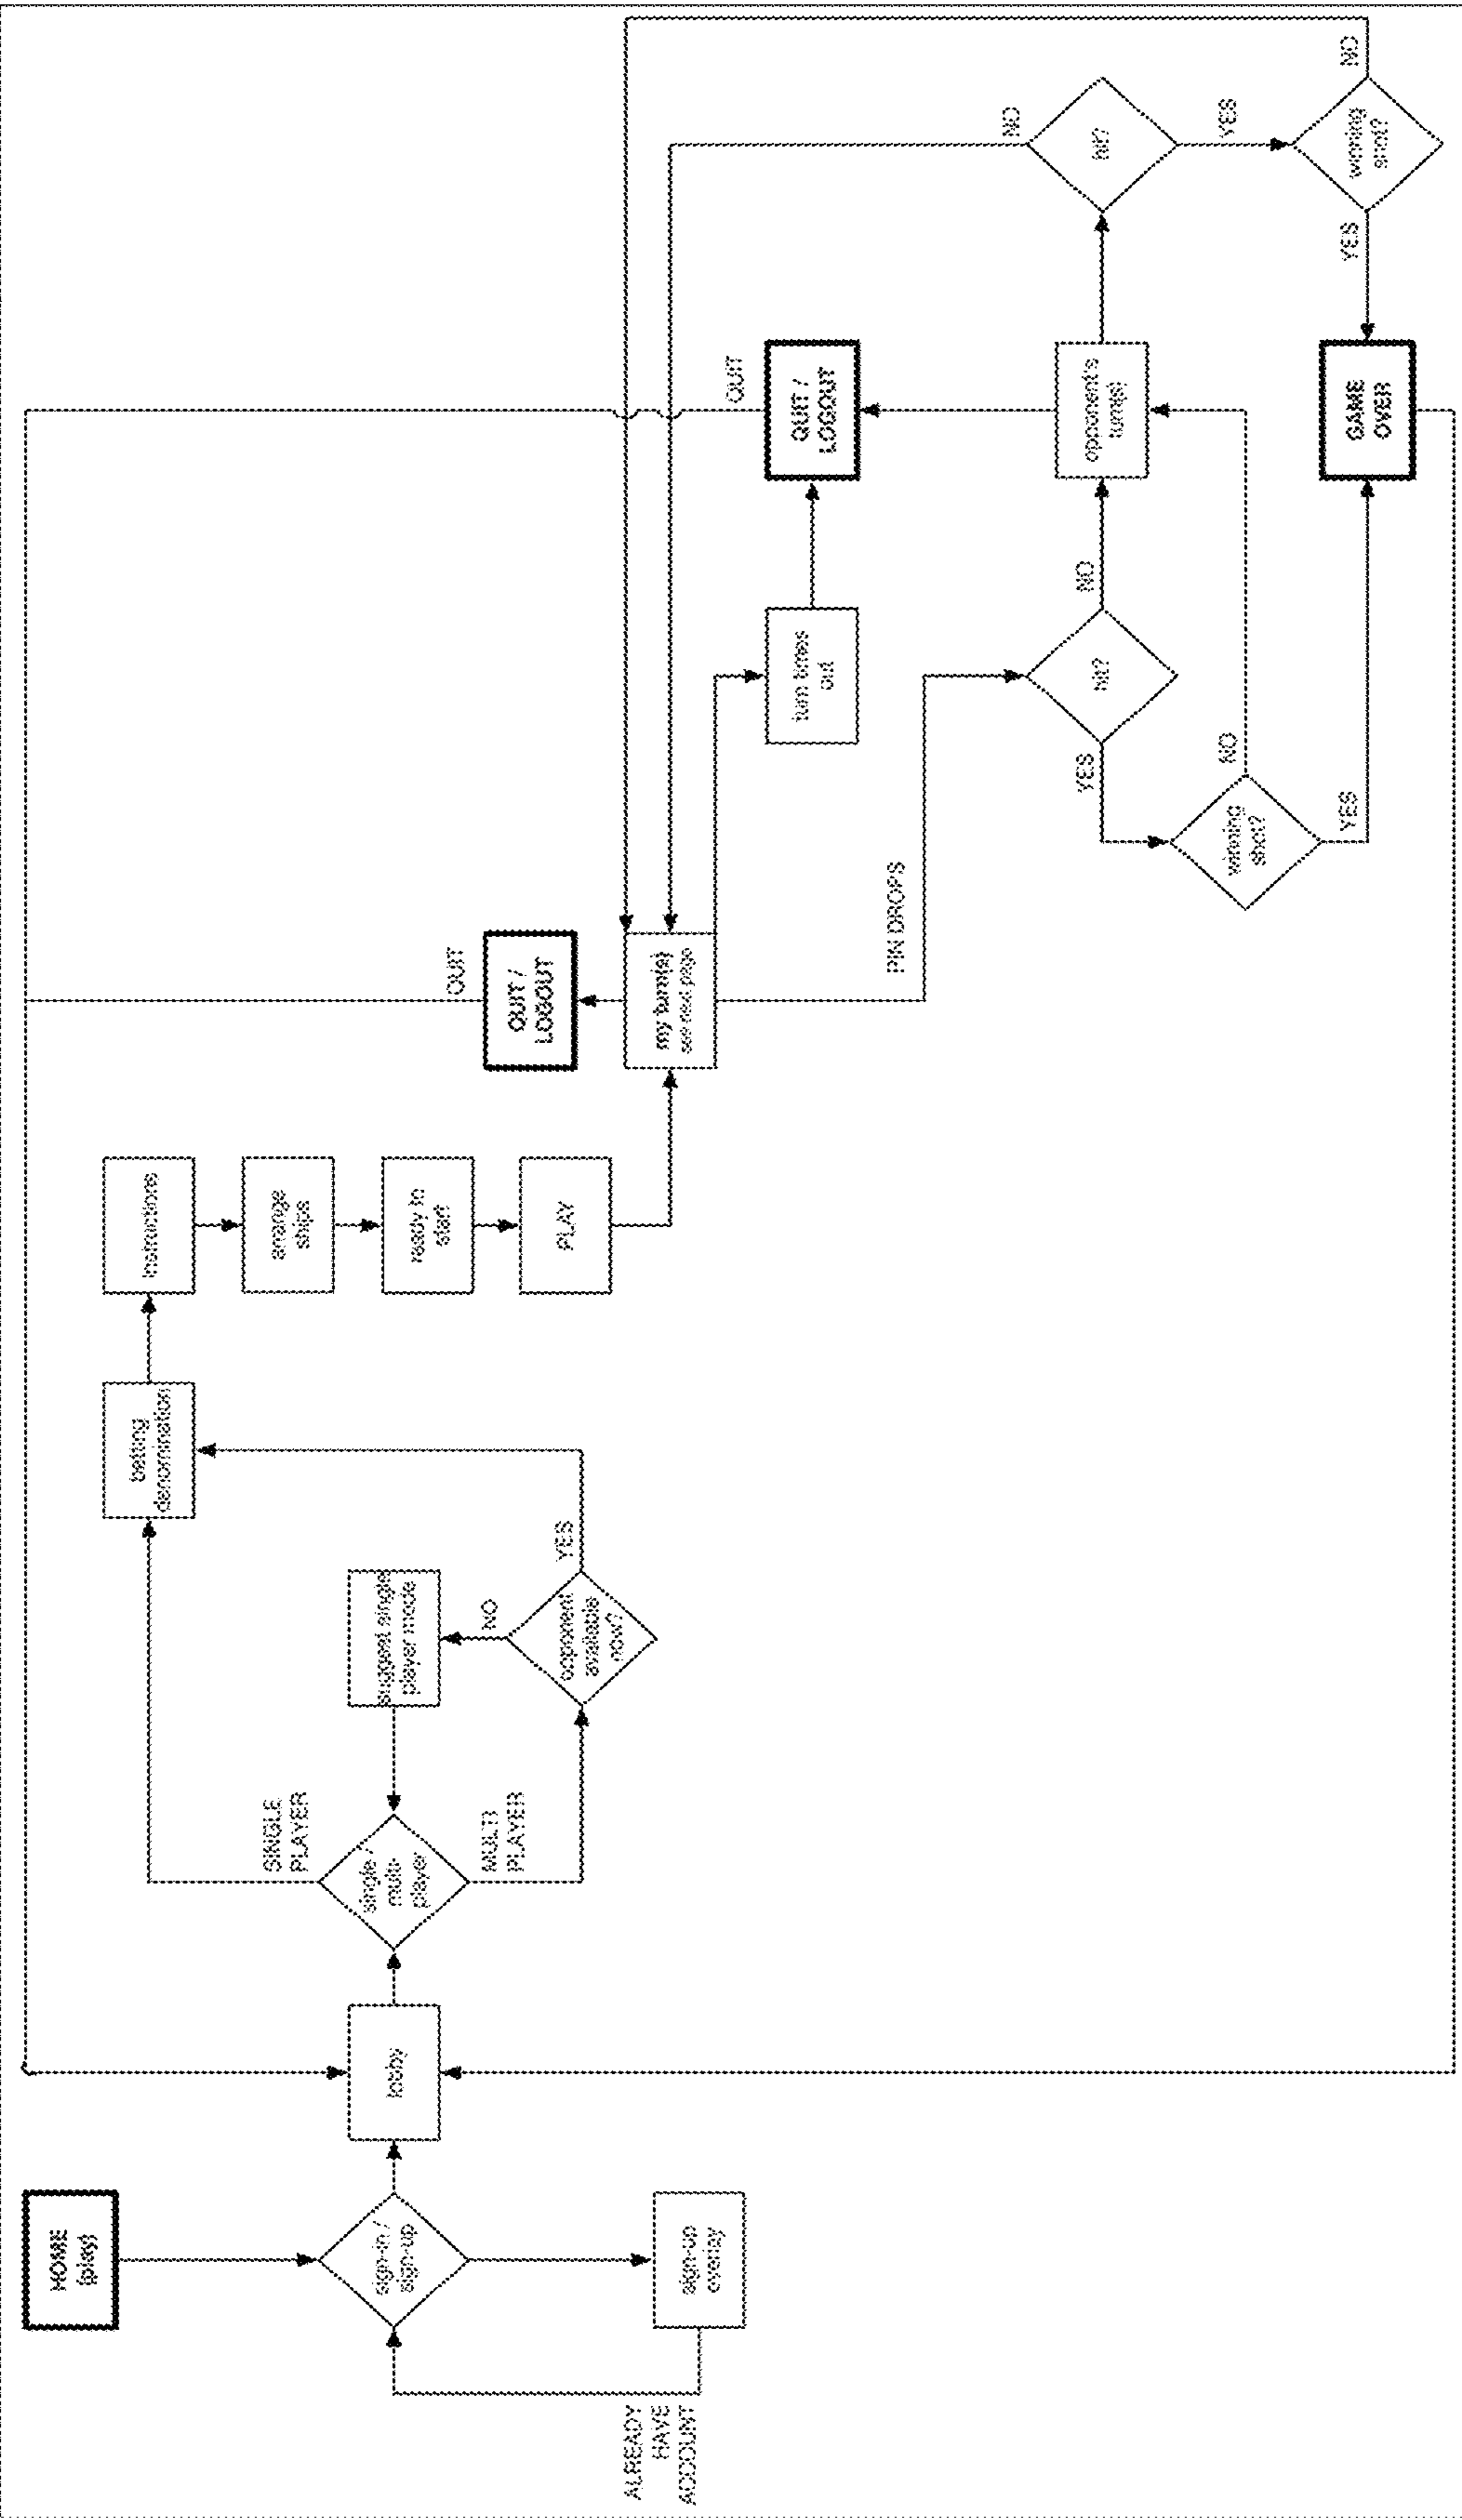 HOME
(play)
sign-in /
sign-up
sign-up
overlay
ALREADY
HAVE
ACCOUNT
lobby
single /
multi-
player
SINGLE
PLAYER
MULTI
PLAYER
suggest single
player mode
opponent
available
now?
NO
YES
betting
denomination
instructions
arrange
ships
ready to
start
PLAY
my turn(s)
see next page
QUIT /
LOGOUT
QUIT
PIN DROPS
turn times
out
QUIT /
LOGOUT
QUIT
hit?
YES
NO
winning
shot?
NO
YES
opponent's
turn(s)
GAME
OVER
hit?
NO
YES
winning
shot?
YES
NO